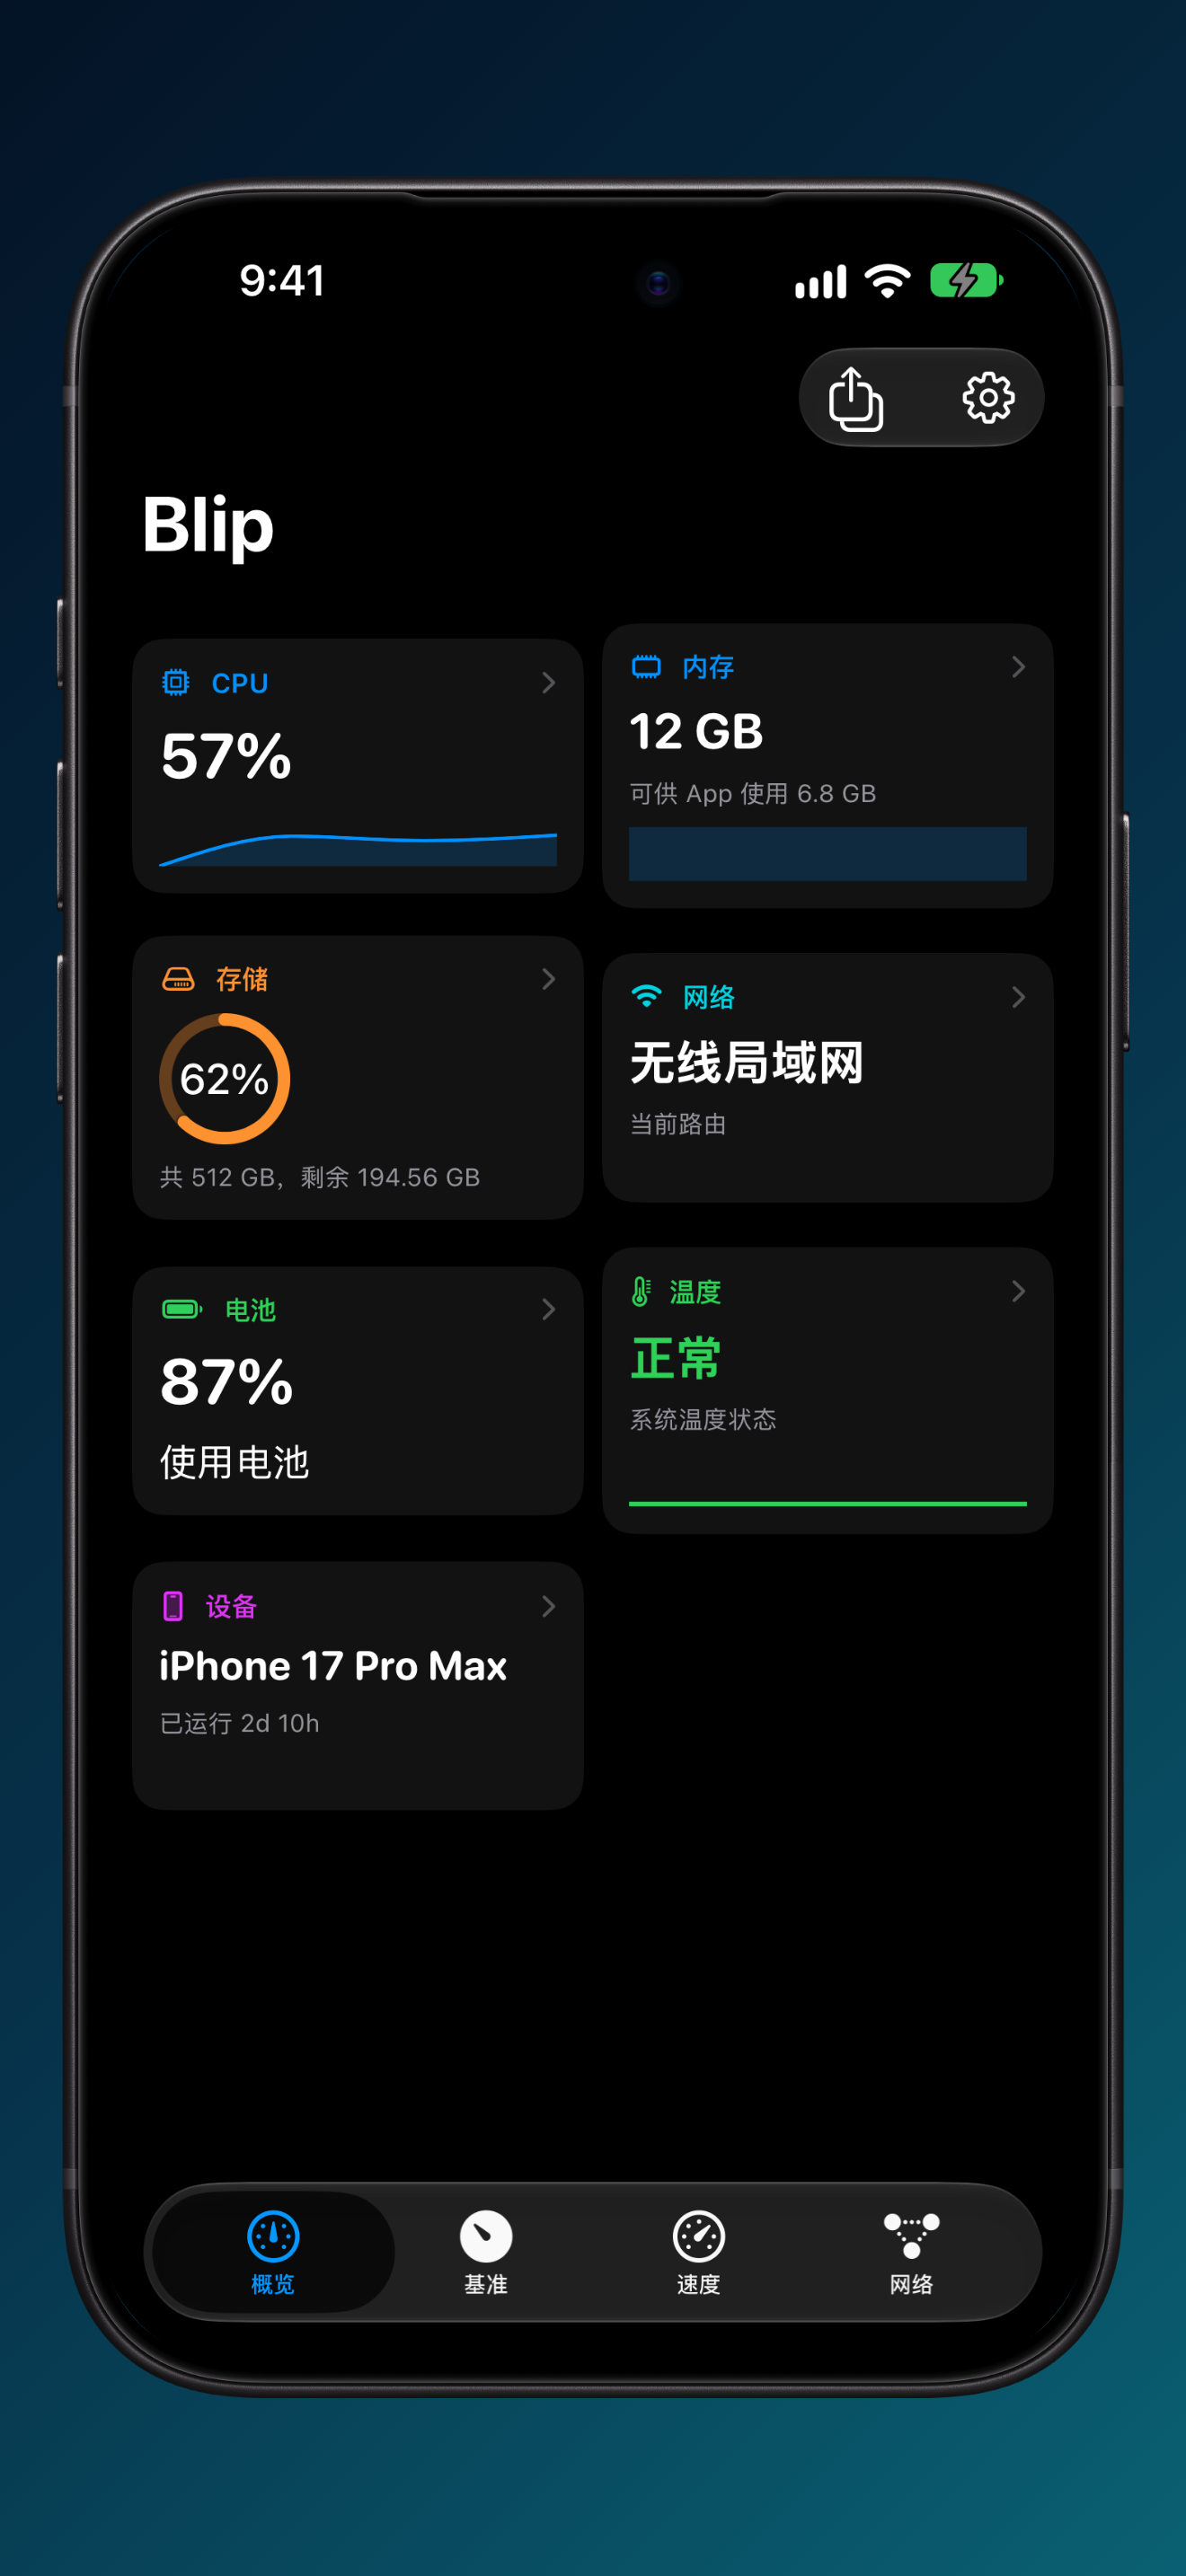 9:41
Blip
CPU
57%
内存
12 GB
可供 App 使用 6.8 GB
存储
62%
共 512 GB，剩余 194.56 GB
网络
无线局域网
当前路由
电池
87%
使用电池
温度
正常
系统温度状态
设备
iPhone 17 Pro Max
已运行 2d 10h
概览
基准
速度
网络